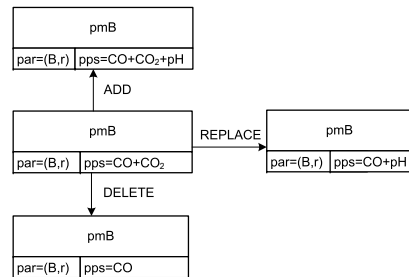 pmB
par=(B,r) pps=CO+CO₂+pH
ADD
pmB
par=(B,r) pps=CO+CO₂
REPLACE
pmB
par=(B,r) pps=CO+pH
DELETE
pmB
par=(B,r) pps=CO